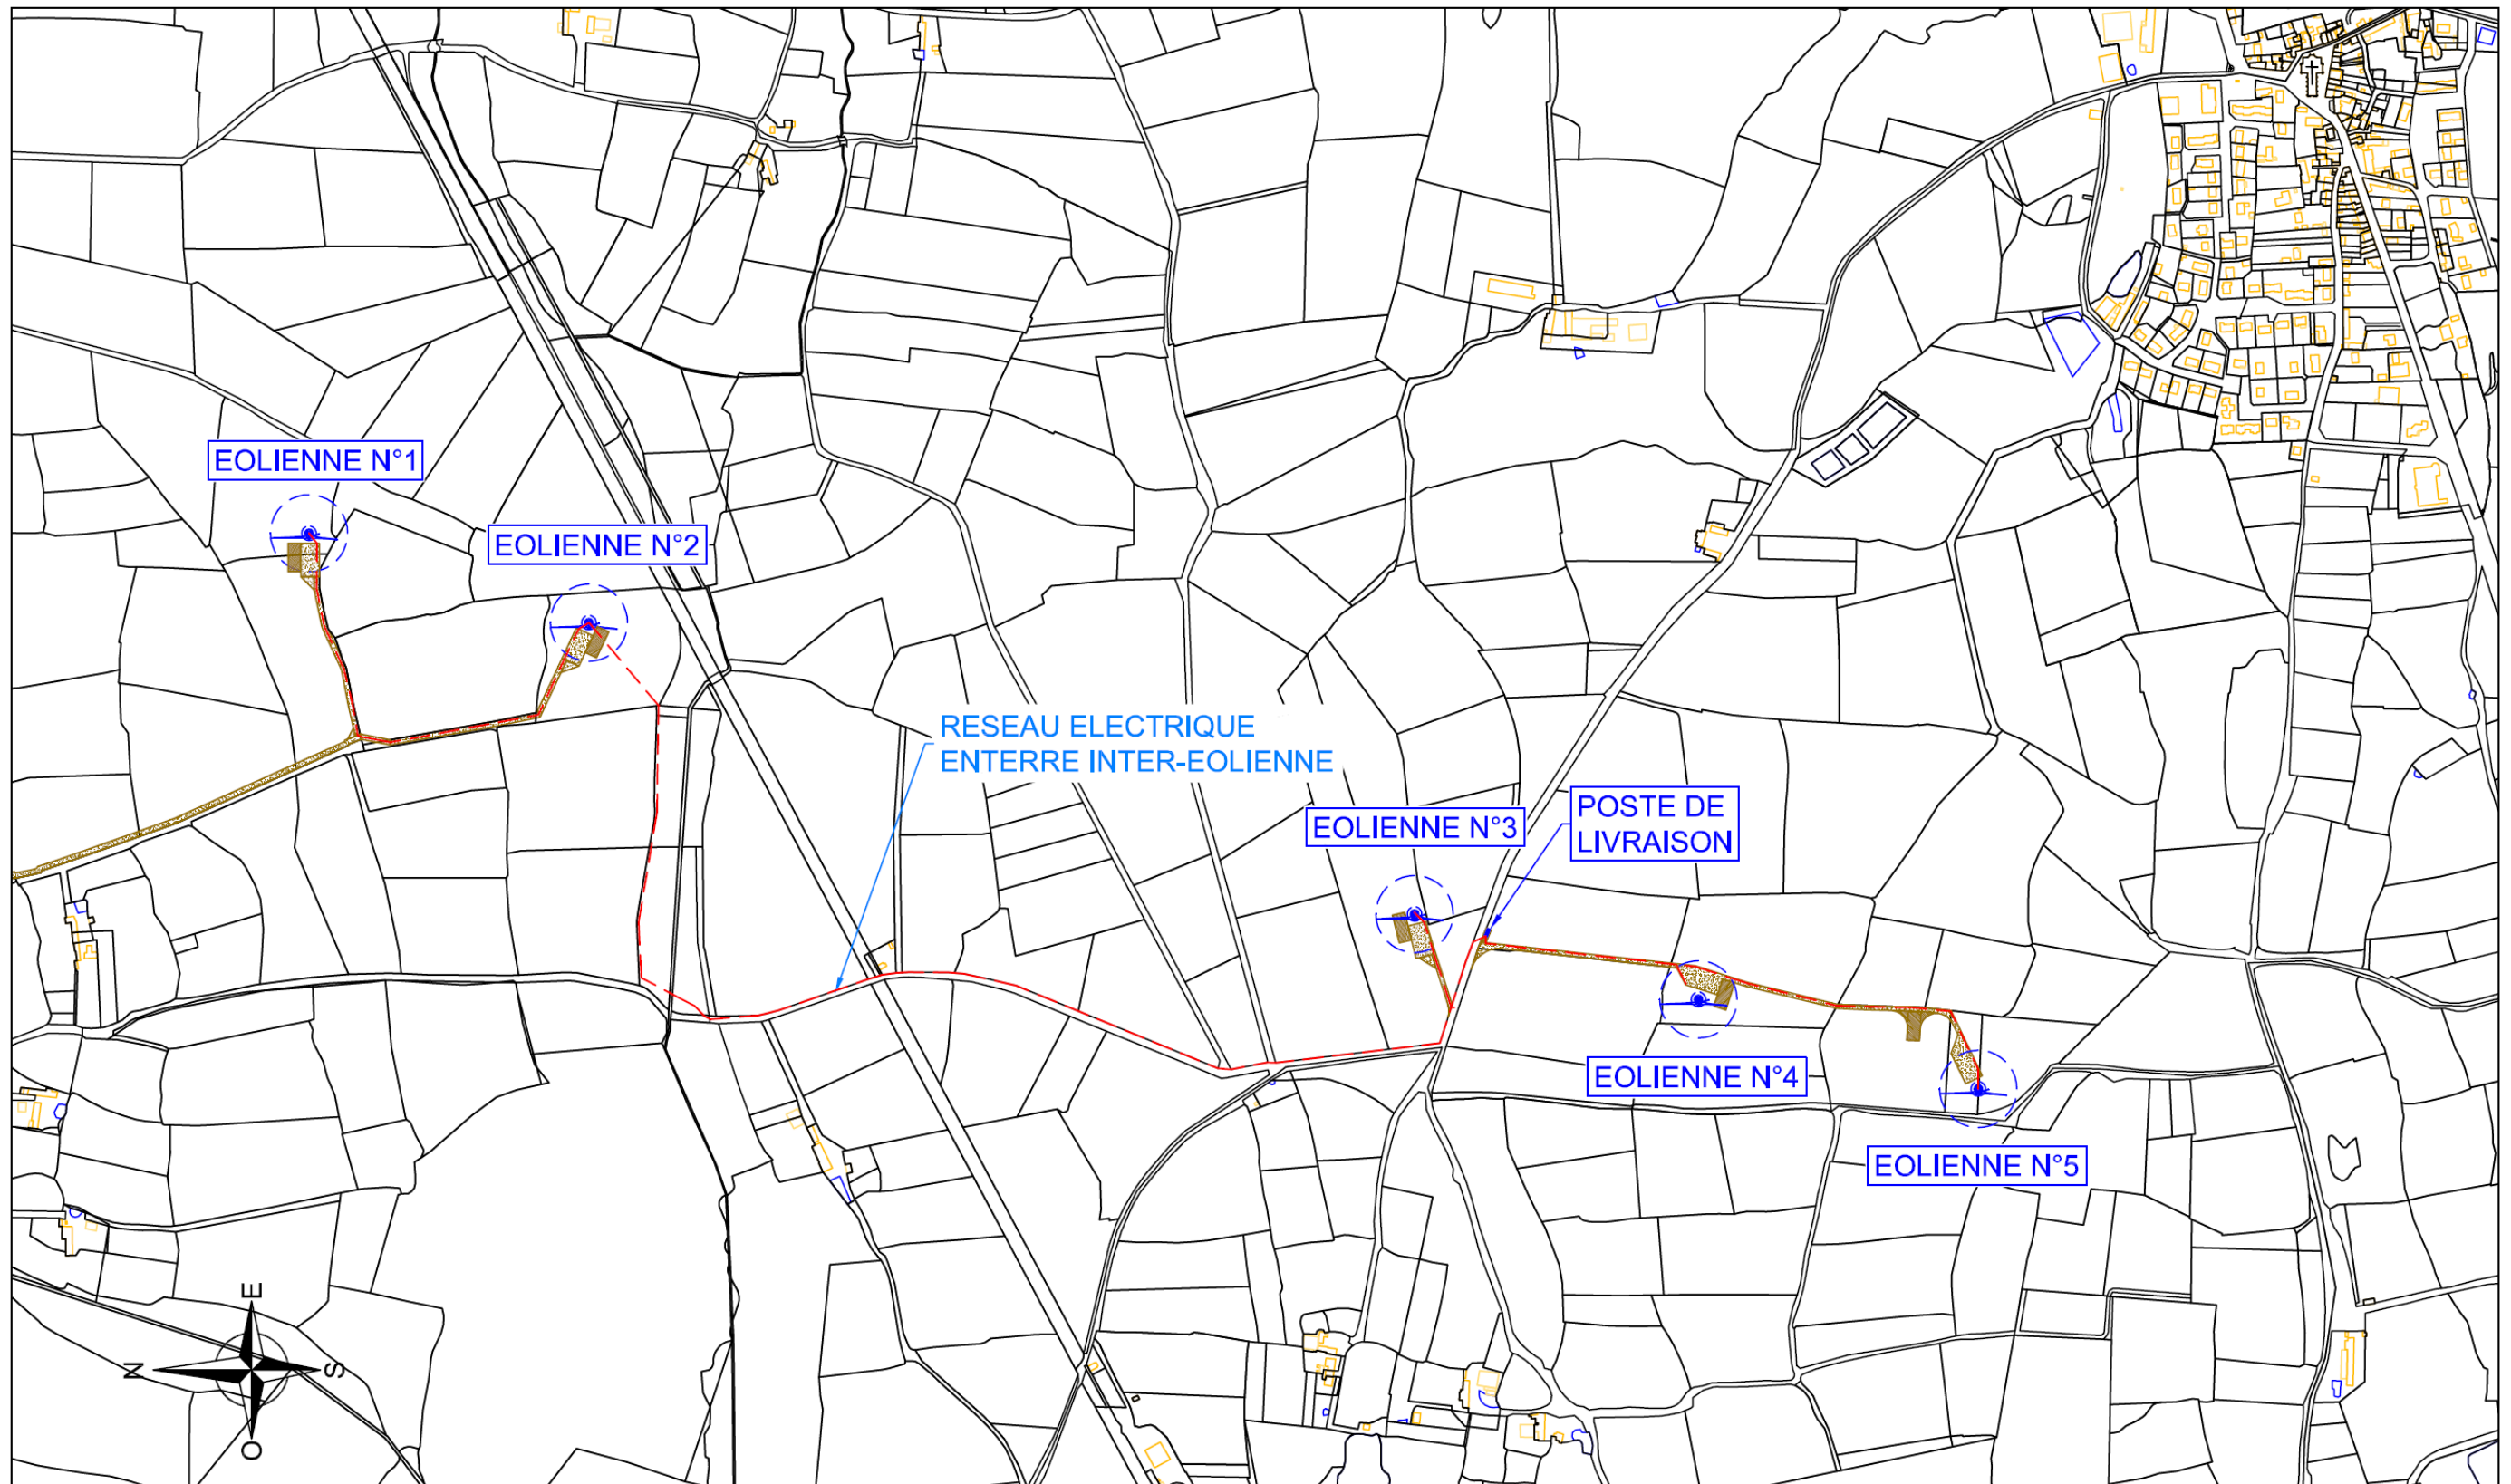 EOLIENNE N°1
EOLIENNE N°2
RESEAU ELECTRIQUE
ENTERRE INTER-EOLIENNE
EOLIENNE N°3
POSTE DE
LIVRAISON
EOLIENNE N°4
EOLIENNE N°5
E
N
S
O